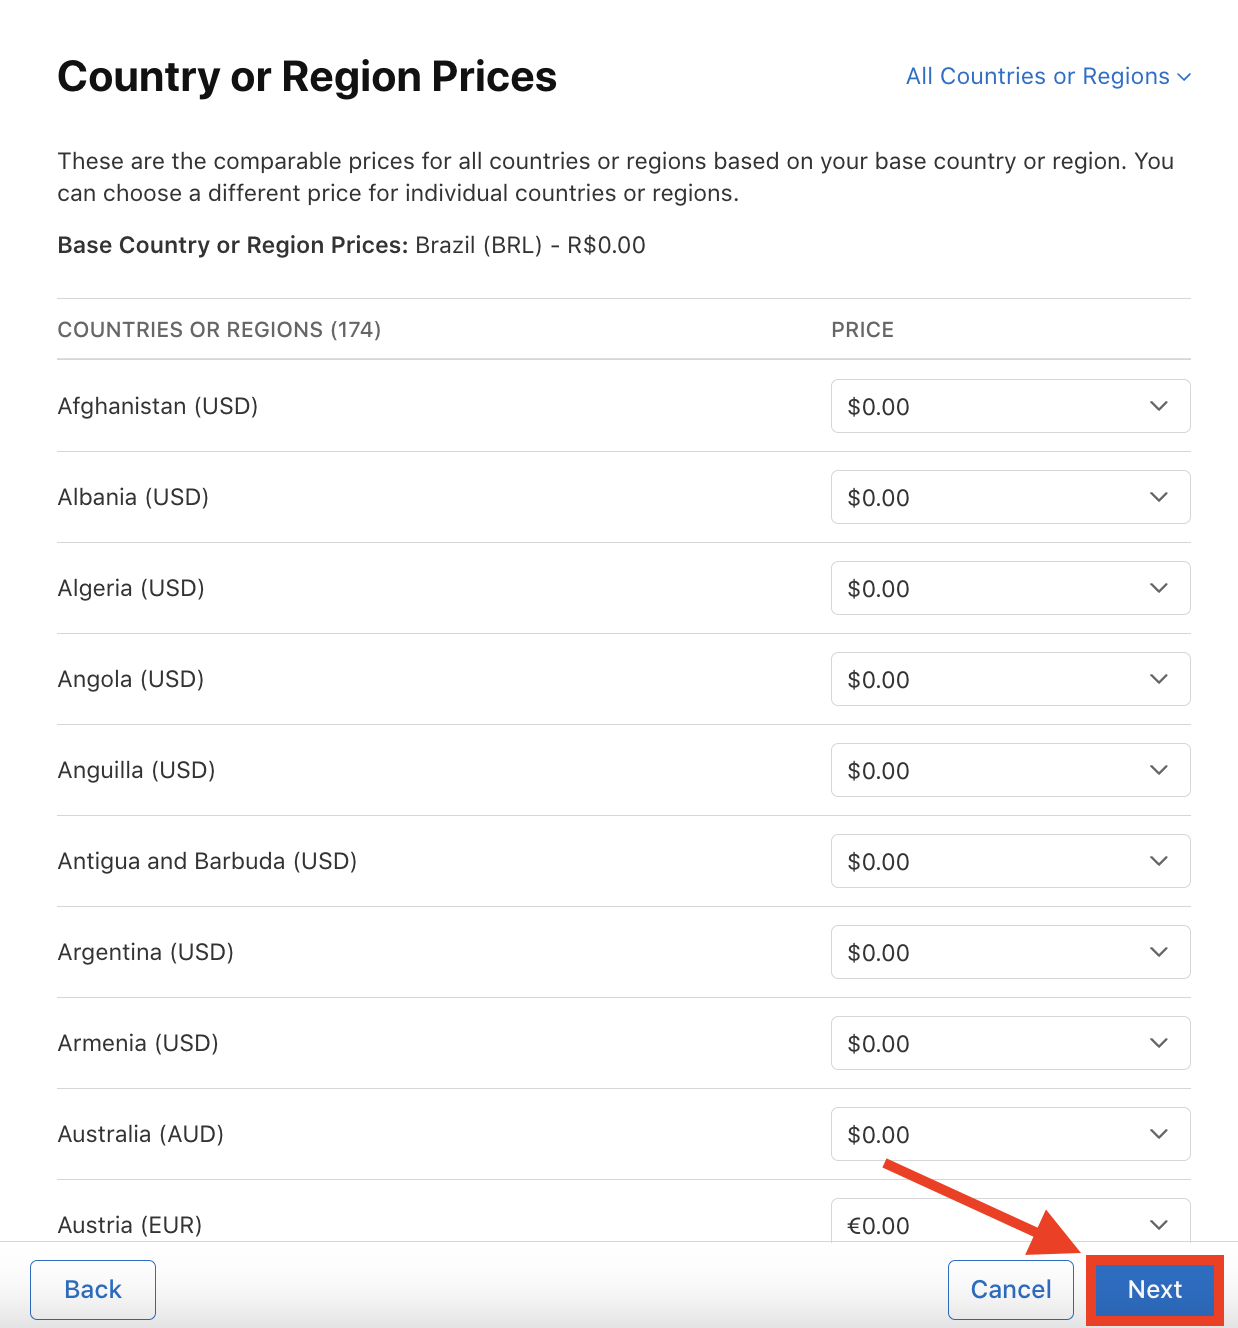 Country or Region Prices
All Countries or Regions
These are the comparable prices for all countries or regions based on your base country or region. You
can choose a different price for individual countries or regions.
Base Country or Region Prices: Brazil (BRL) - R$0.00
COUNTRIES OR REGIONS (174) PRICE
Afghanistan (USD) $0.00
Albania (USD) $0.00
Algeria (USD) $0.00
Angola (USD) $0.00
Anguilla (USD) $0.00
Antigua and Barbuda (USD) $0.00
Argentina (USD) $0.00
Armenia (USD) $0.00
Australia (AUD) $0.00
Austria (EUR) €0.00
Back Cancel Next